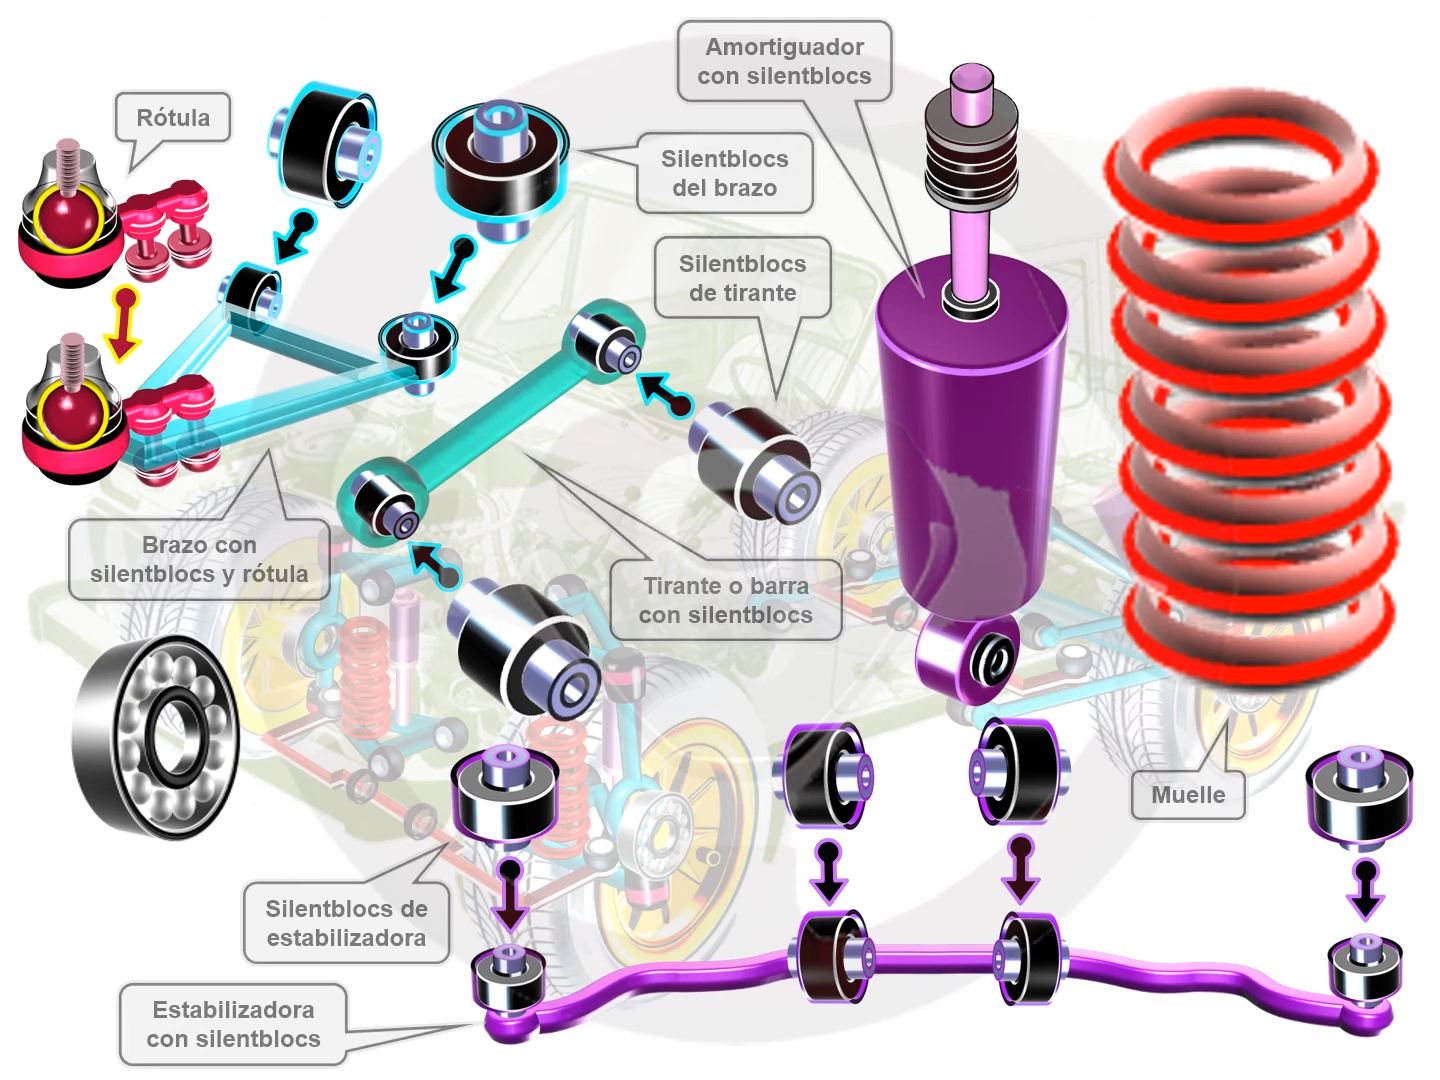 Amortiguador
con silentblocs
Rótula
Silentblocs
del brazo
Silentblocs
de tirante
Brazo con
silentblocs y rótula
Tirante o barra
con silentblocs
Muelle
Silentblocs de
estabilizadora
Estabilizadora
con silentblocs